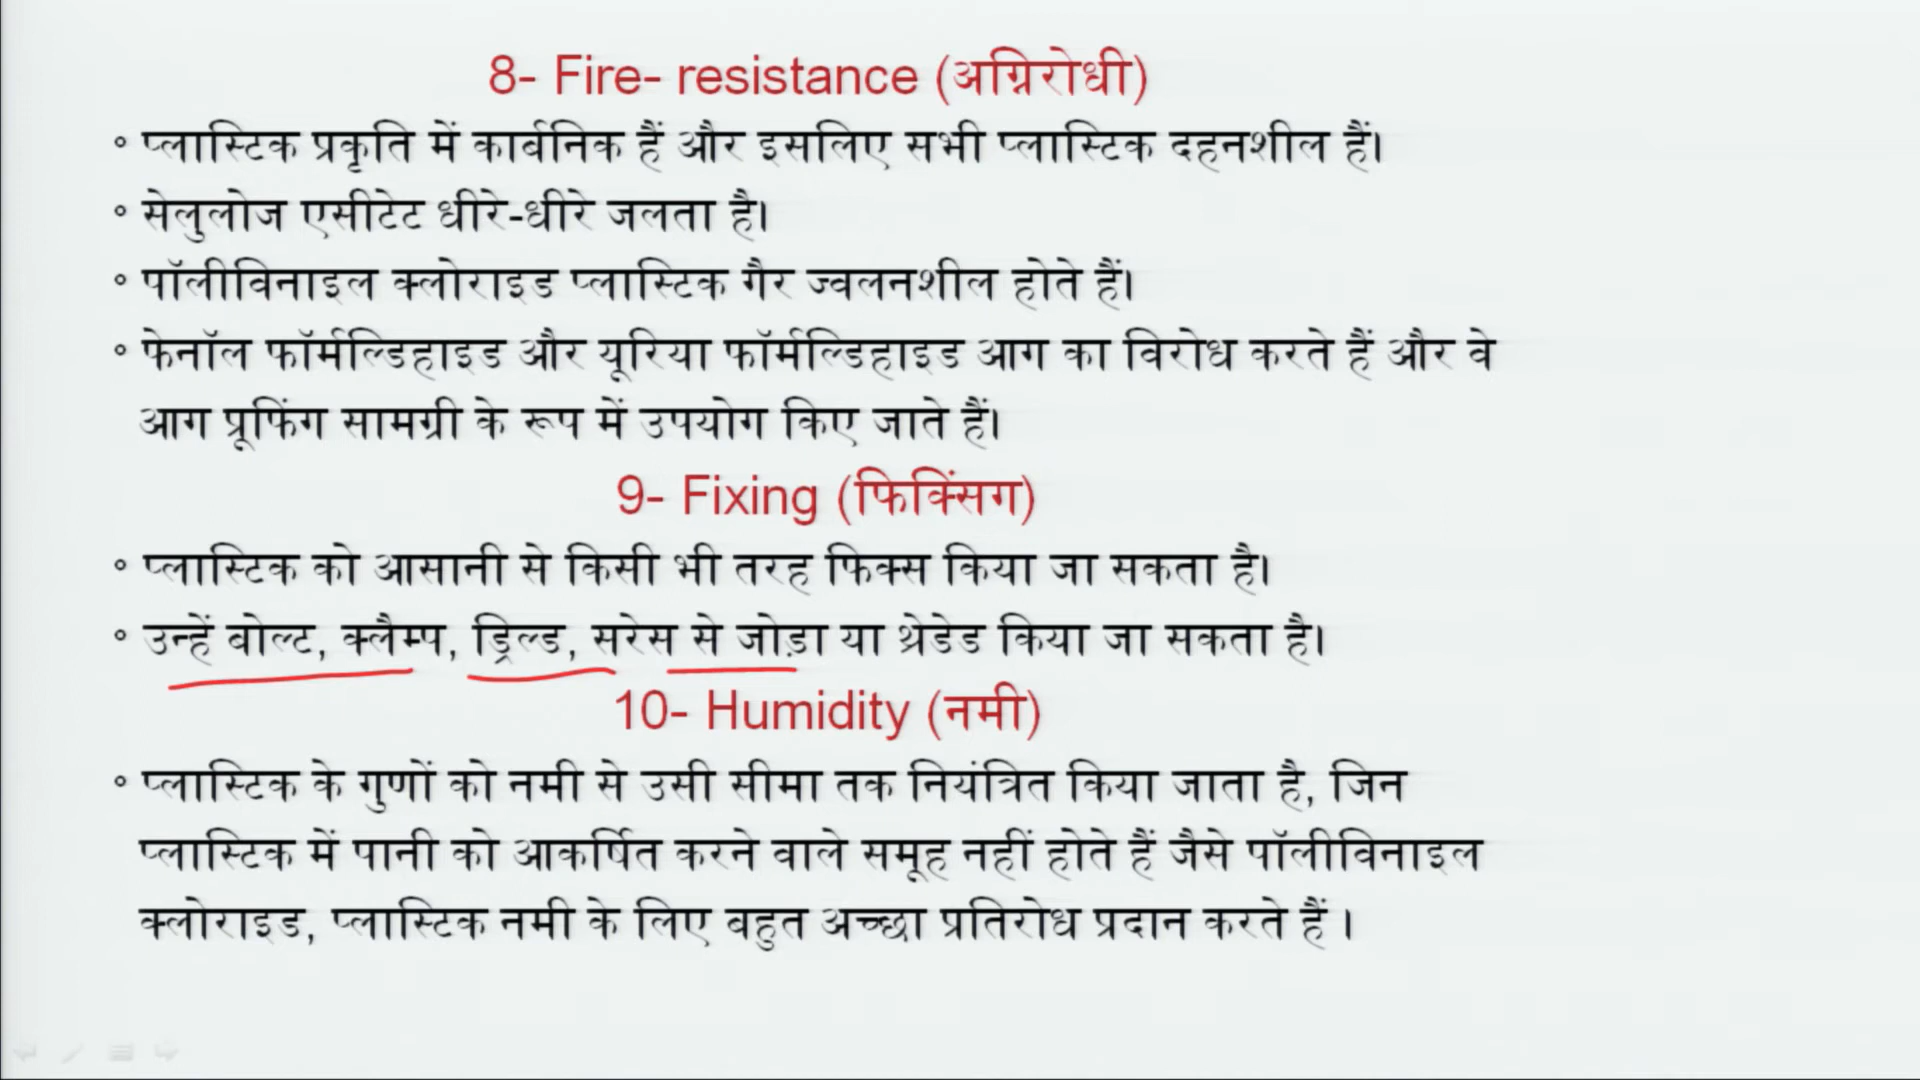 8- Fire- resistance (अग्निरोधी)
◦ प्लास्टिक प्रकृति में कार्बनिक हैं और इसलिए सभी प्लास्टिक दहनशील हैं।
◦ सेलुलोज एसीटेट धीरे-धीरे जलता है।
◦ पॉलीविनाइल क्लोराइड प्लास्टिक गैर ज्वलनशील होते हैं।
◦ फेनॉल फॉर्मल्डिहाइड और यूरिया फॉर्मल्डिहाइड आग का विरोध करते हैं और वे
आग प्रूफिंग सामग्री के रूप में उपयोग किए जाते हैं।
9- Fixing (फिक्सिंग)
◦ प्लास्टिक को आसानी से किसी भी तरह फिक्स किया जा सकता है।
◦ उन्हें बोल्ट, क्लैम्प, ड्रिल्ड, सरेस से जोड़ा या थ्रेडेड किया जा सकता है।
10- Humidity (नमी)
◦ प्लास्टिक के गुणों को नमी से उसी सीमा तक नियंत्रित किया जाता है, जिन
प्लास्टिक में पानी को आकर्षित करने वाले समूह नहीं होते हैं जैसे पॉलीविनाइल
क्लोराइड, प्लास्टिक नमी के लिए बहुत अच्छा प्रतिरोध प्रदान करते हैं ।